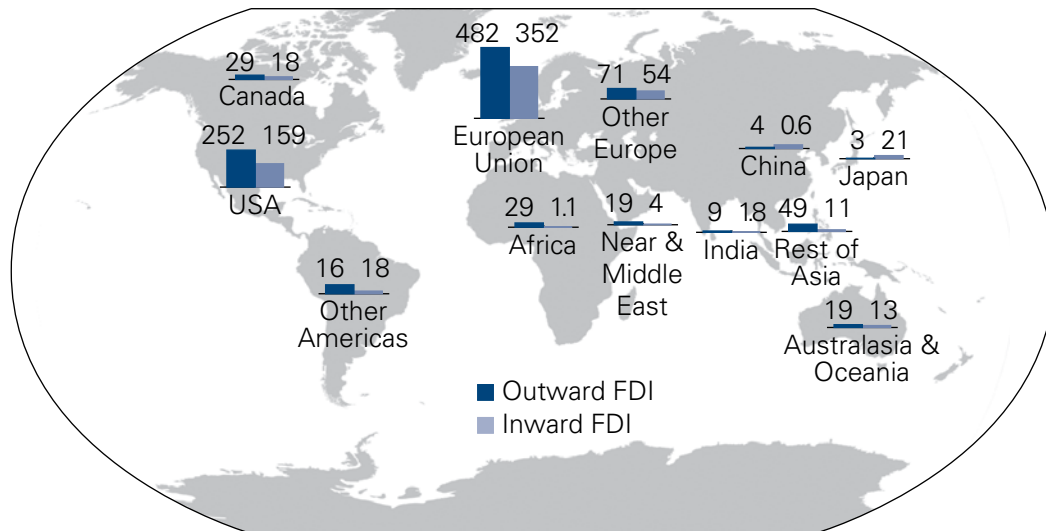 482 352
European
Union
29 18
Canada
71 54
Other
Europe
252 159
USA
4 0.6
China
3 21
Japan
29 1.1
Africa
19 4
Near &
Middle
East
9 1.8
India
49 11
Rest of
Asia
16 18
Other
Americas
19 13
Australasia &
Oceania
Outward FDI
Inward FDI